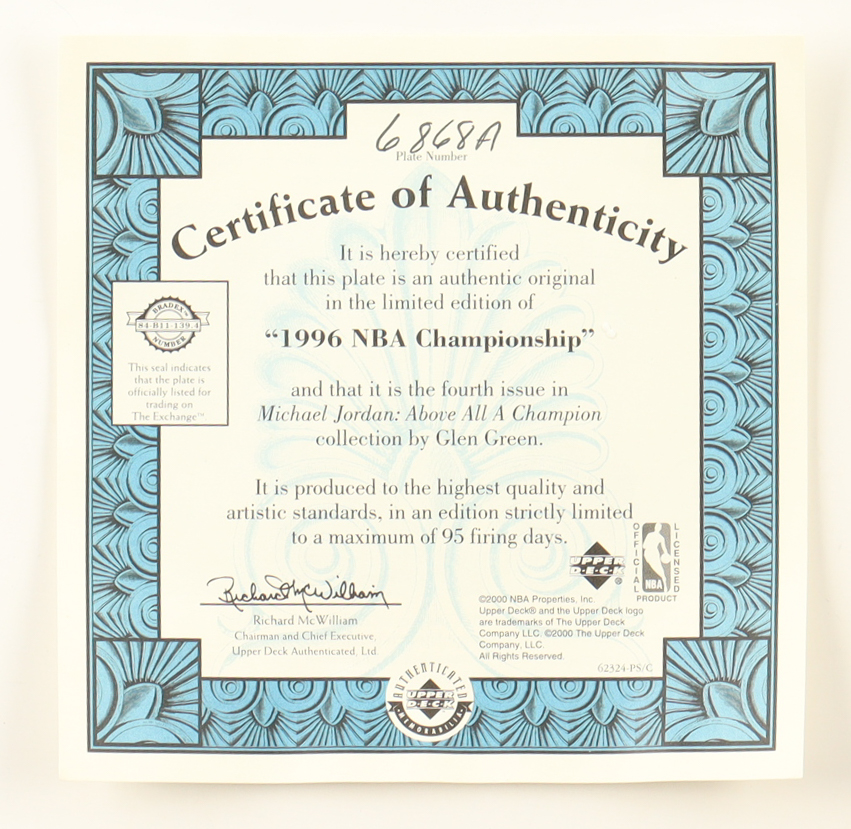 6868A
Plate Number
Certificate of Authenticity
It is hereby certified
that this plate is an authentic original
in the limited edition of
“1996 NBA Championship”
and that it is the fourth issue in
Michael Jordan: Above All A Champion
collection by Glen Green.
It is produced to the highest quality and
artistic standards, in an edition strictly limited
to a maximum of 95 firing days.
BRADEX™
84-B11-139.4
NUMBER
This seal indicates
that the plate is
officially listed for
trading on
The Exchange™
Richard McWilliam
Richard McWilliam
Chairman and Chief Executive,
Upper Deck Authenticated, Ltd.
UPPER
D·E·C·K®
OFFICIAL
LICENSED
NBA
PRODUCT
©2000 NBA Properties, Inc.
Upper Deck® and the Upper Deck logo
are trademarks of The Upper Deck
Company LLC. ©2000 The Upper Deck
Company, LLC.
All Rights Reserved.
62324-PS/C
AUTHENTICATED
UPPER
D·E·C·K
MEMORABILIA